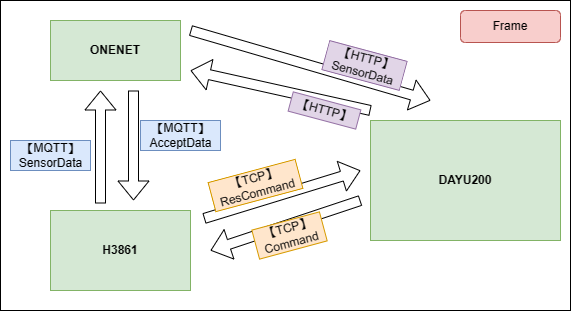 Frame
ONENET
【HTTP】
SensorData
【HTTP】
【MQTT】
SensorData
【MQTT】
AcceptData
DAYU200
【TCP】
ResCommand
【TCP】
Command
H3861